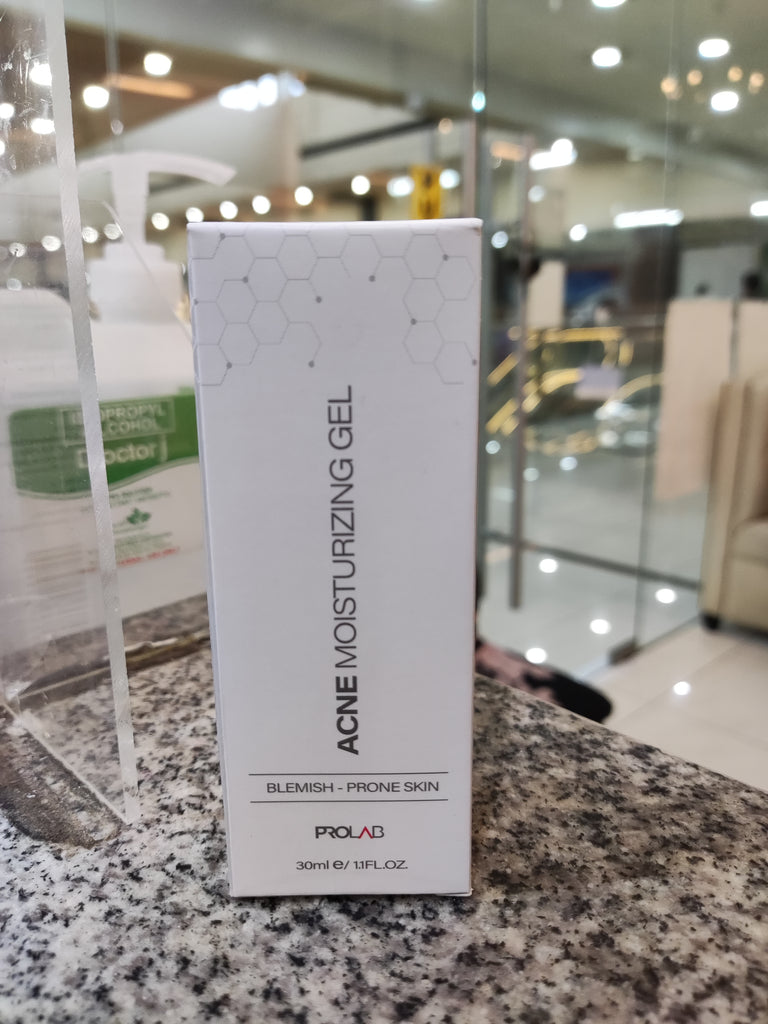 ACNE MOISTURIZING GEL
BLEMISH - PRONE SKIN
PROLAB
30ml e/ 1.1FL.OZ.
ISOPROPYL
ALCOHOL
Doctor J